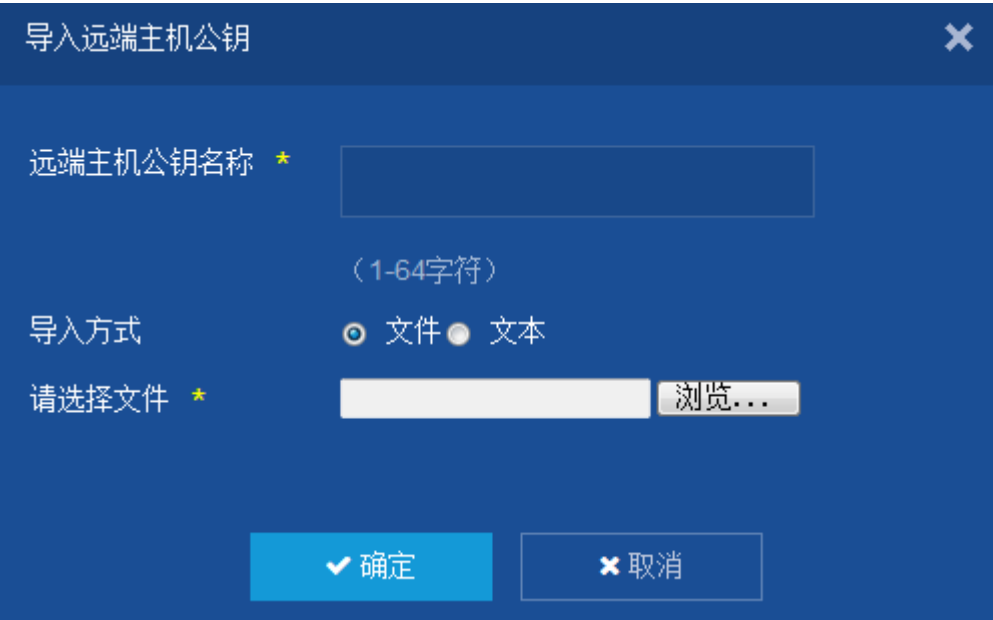 导入远端主机公钥
远端主机公钥名称 *
（1-64字符）
导入方式 文件 文本
请选择文件 * 浏览...
确定 取消